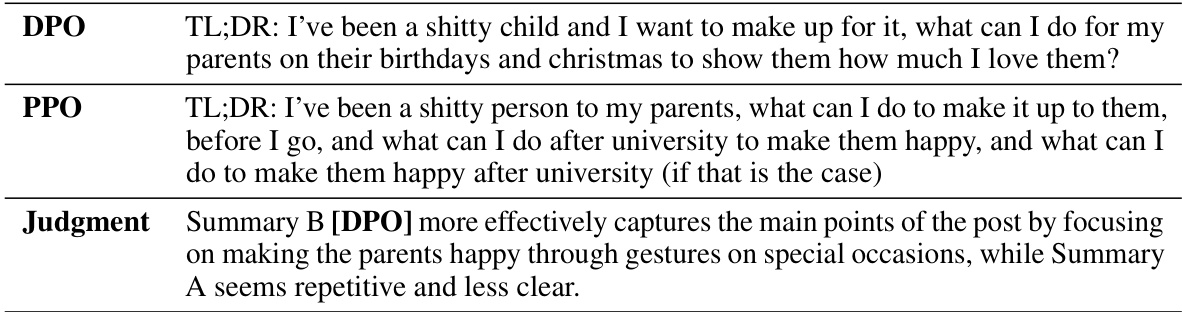 DPO TL;DR: I've been a shitty child and I want to make up for it, what can I do for my
parents on their birthdays and christmas to show them how much I love them?
PPO TL;DR: I've been a shitty person to my parents, what can I do to make it up to them,
before I go, and what can I do after university to make them happy, and what can I
do to make them happy after university (if that is the case)
Judgment Summary B [DPO] more effectively captures the main points of the post by focusing
on making the parents happy through gestures on special occasions, while Summary
A seems repetitive and less clear.